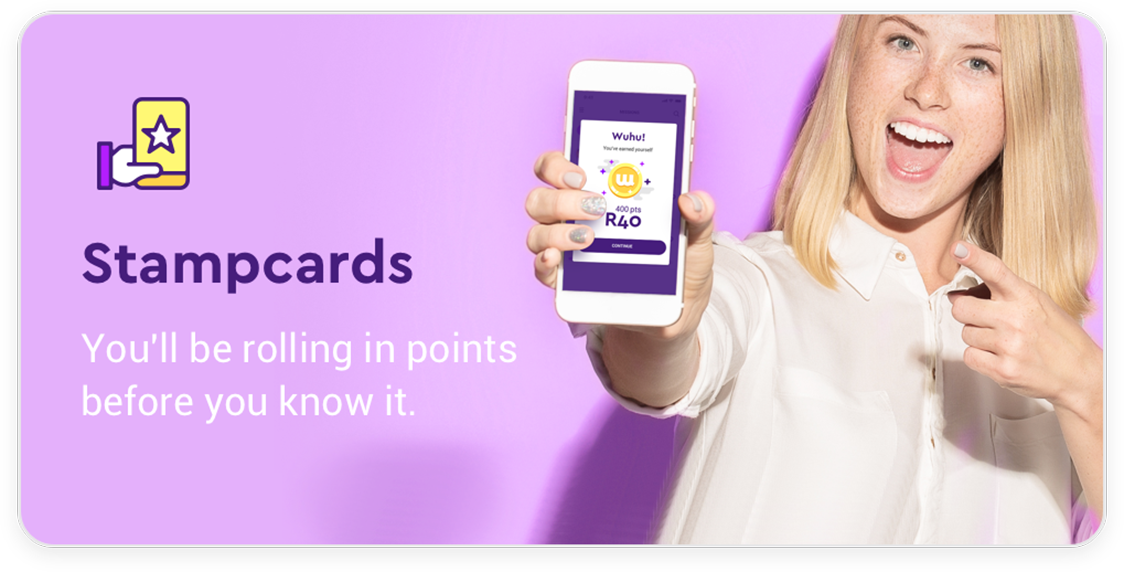 Stampcards
You'll be rolling in points
before you know it.
Wuhu!
You've earned yourself
W
400 pts
R40
CONTINUE